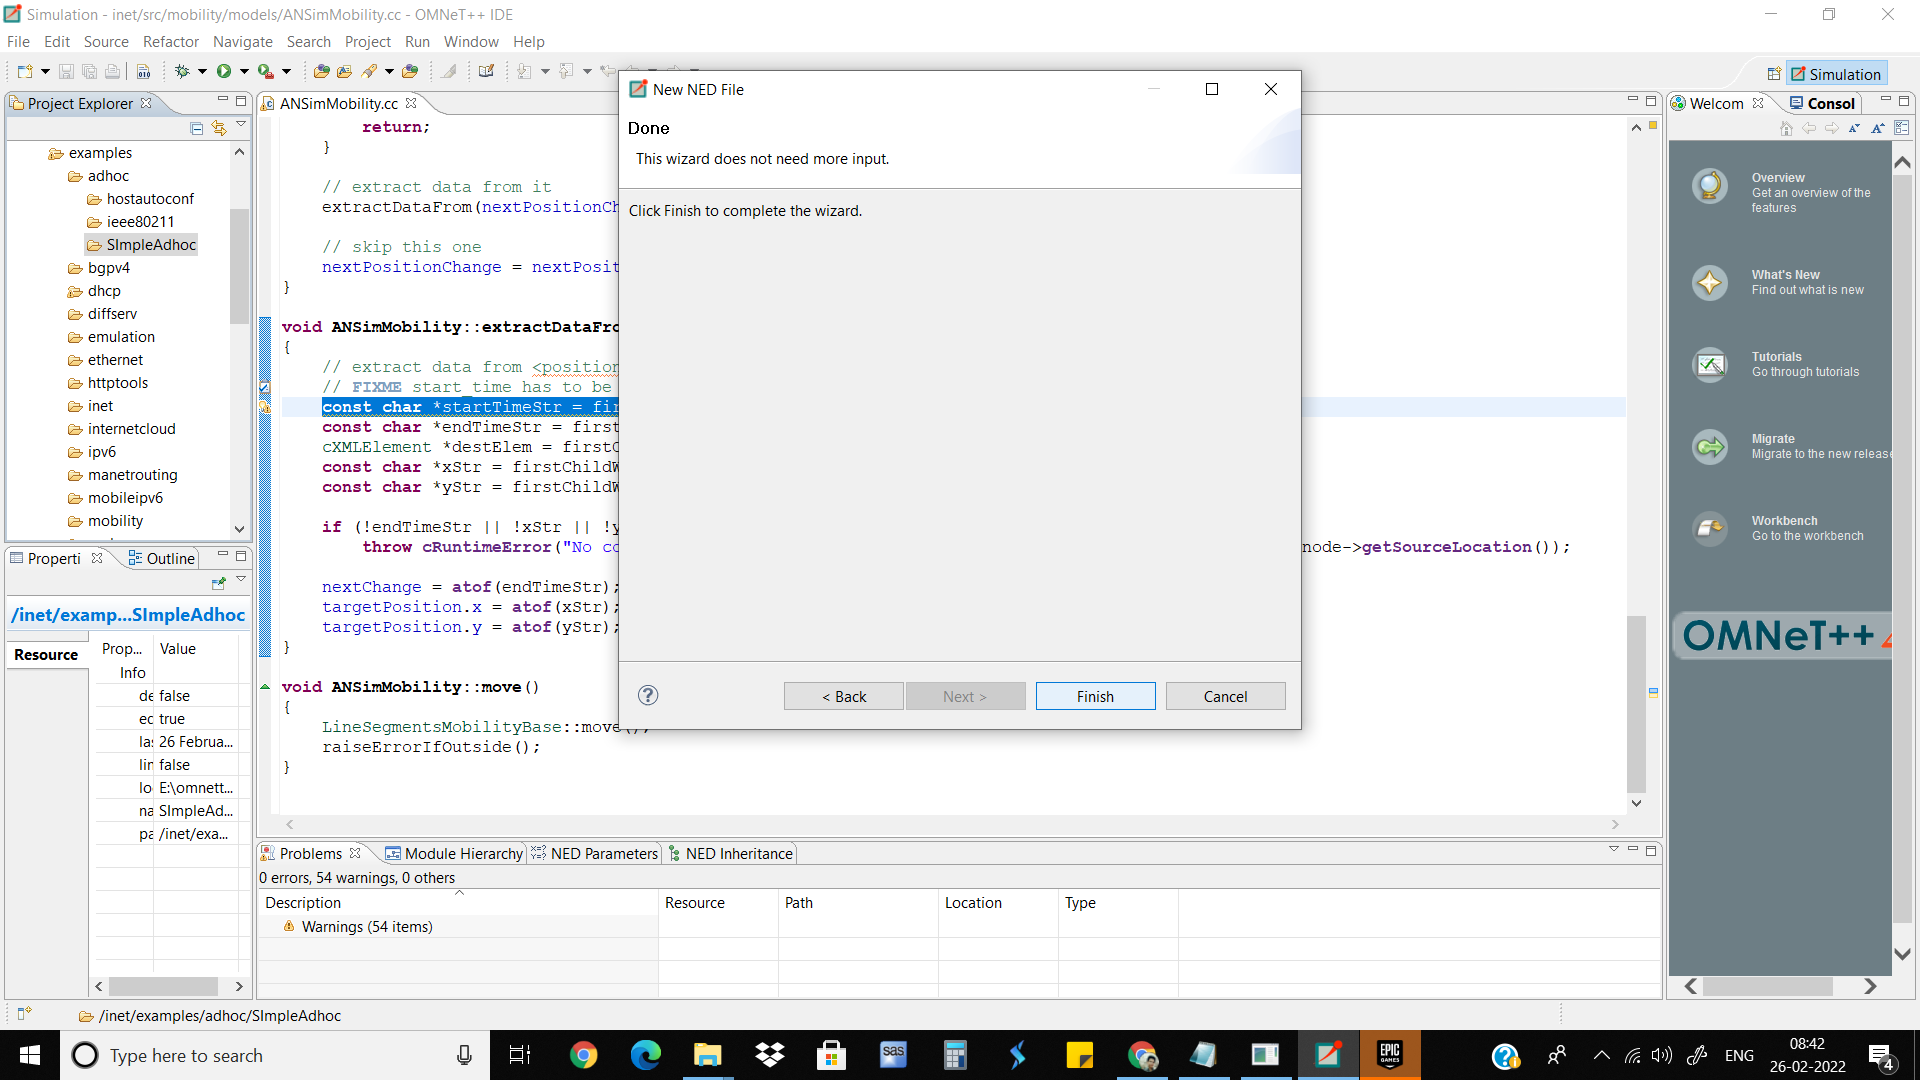 Simulation - inet/src/mobility/models/ANSimMobility.cc - OMNeT++ IDE
File Edit Source Refactor Navigate Search Project Run Window Help
Simulation
Project Explorer
examples
adhoc
hostautoconf
ieee80211
SImpleAdhoc
bgpv4
dhcp
diffserv
emulation
ethernet
httptools
inet
internetcloud
ipv6
manetrouting
mobileipv6
mobility
Properti Outline
/inet/examp...SImpleAdhoc
Resource
Prop... Value
Info
de false
ec true
la: 26 Februa...
lir false
lo E:\omnett...
na SImpleAd...
pa /inet/exa...
ANSimMobility.cc
return;
}
// extract data from it
extractDataFrom(nextPositionCh
// skip this one
nextPositionChange = nextPosit
}
void ANSimMobility::extractDataFro
{
// extract data from <position
// FIXME start_time has to be
const char *startTimeStr = fir
const char *endTimeStr = first
cXMLElement *destElem = firstC
const char *xStr = firstChildW
const char *yStr = firstChildW
if (!endTimeStr || !xStr || !y
throw cRuntimeError("No co node->getSourceLocation());
nextChange = atof(endTimeStr);
targetPosition.x = atof(xStr);
targetPosition.y = atof(yStr);
}
void ANSimMobility::move()
{
LineSegmentsMobilityBase::move();
raiseErrorIfOutside();
}
New NED File
Done
This wizard does not need more input.
Click Finish to complete the wizard.
?
< Back Next > Finish Cancel
Problems Module Hierarchy NED Parameters NED Inheritance
0 errors, 54 warnings, 0 others
Description Resource Path Location Type
Warnings (54 items)
Welcom Consol
Overview
Get an overview of the
features
What's New
Find out what is new
Tutorials
Go through tutorials
Migrate
Migrate to the new release
Workbench
Go to the workbench
OMNeT++ 4
/inet/examples/adhoc/SImpleAdhoc
Type here to search
sas
EPIC
GAMES
ENG
08:42
26-02-2022
4